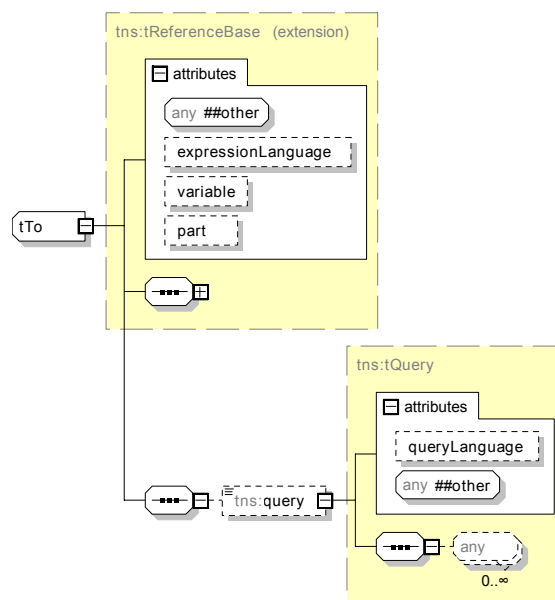 tns:tReferenceBase (extension)
attributes
any ##other
expressionLanguage
variable
part
tTo
tns:tQuery
attributes
queryLanguage
any ##other
tns:query
any
0..∞